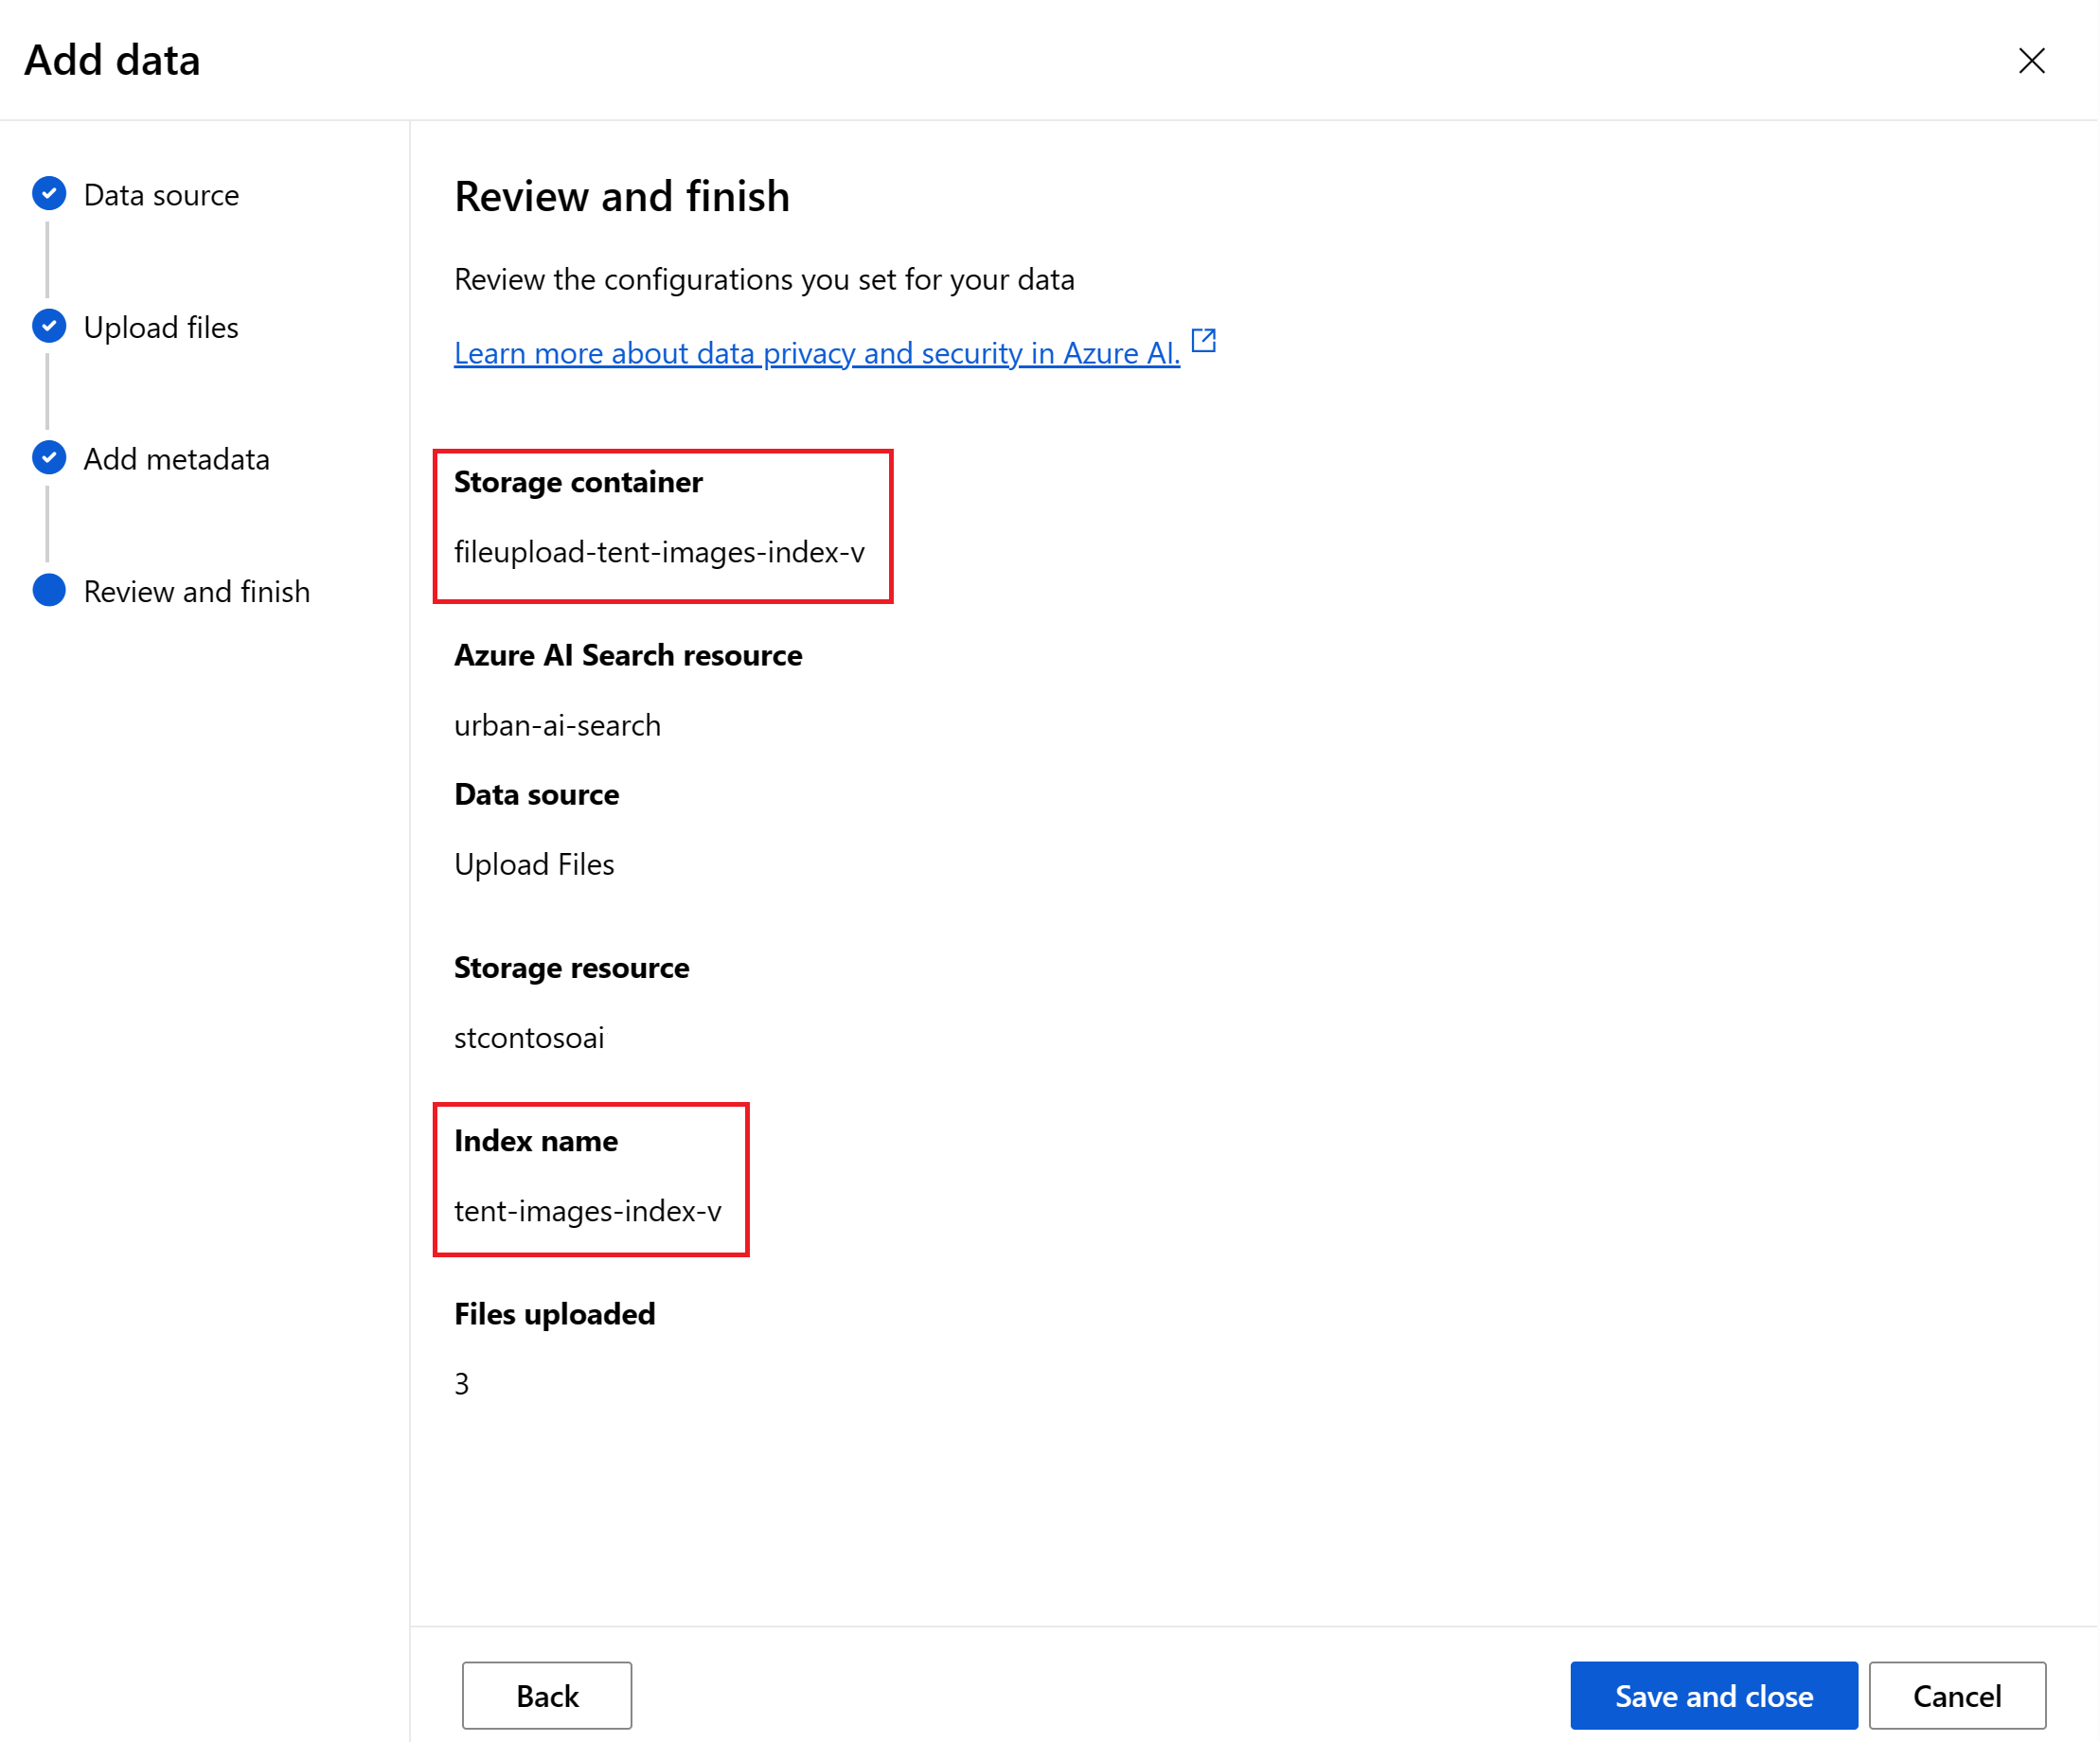 Add data
Data source
Upload files
Add metadata
Review and finish
Review and finish
Review the configurations you set for your data
Learn more about data privacy and security in Azure AI.
Storage container
fileupload-tent-images-index-v
Azure AI Search resource
urban-ai-search
Data source
Upload Files
Storage resource
stcontosoai
Index name
tent-images-index-v
Files uploaded
3
Back
Save and close
Cancel